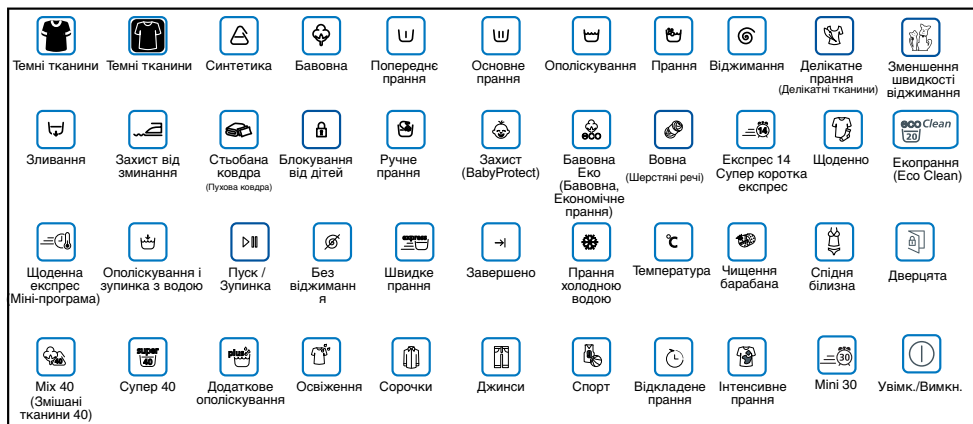 Темні тканини Темні тканини Синтетика Бавовна Попереднє прання Основне прання Ополіскування Прання Віджимання Делікатне прання (Делікатні тканини) Зменшення швидкості віджимання
14
eco
eco Clean
20
Зливання Захист від зминання Стьобана ковдра (Пухова ковдра) Блокування від дітей Ручне прання Захист (BabyProtect) Бавовна Еко (Бавовна, Економічне прання) Вовна (Шерстяні речі) Експрес 14 Супер коротка експрес Щоденно Екопрання (Eco Clean)
express
°C
Щоденна експрес (Міні-програма) Ополіскування і зупинка з водою Пуск / Зупинка Без віджимання Швидке прання Завершено Прання холодною водою Температура Чищення барабана Спідня білизна Дверцята
40
super
40
plus
30
Mix 40 (Змішані тканини 40) Супер 40 Додаткове ополіскування Освіження Сорочки Джинси Спорт Відкладене прання Інтенсивне прання Mini 30 Увімк./Вимкн.